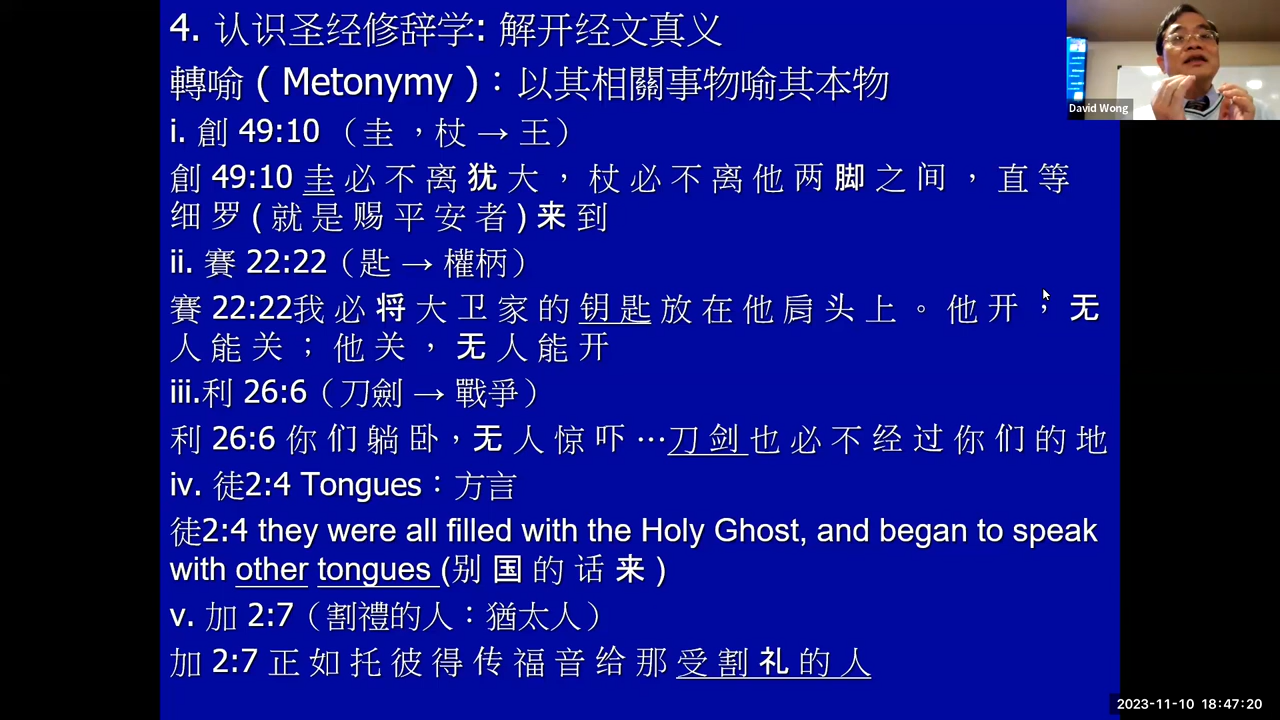 4. 认识圣经修辞学: 解开经文真义
轉喻 ( Metonymy )：以其相關事物喻其本物
i. 創 49:10 （圭 ，杖 → 王）
創 49:10 圭 必 不 离 犹 大 ， 杖 必 不 离 他 两 脚 之 间 ， 直 等
细 罗 ( 就 是 赐 平 安 者 ) 来 到
ii. 賽 22:22（匙 → 權柄）
賽 22:22我 必 将 大 卫 家 的 钥 匙 放 在 他 肩 头 上 。 他 开 ， 无
人 能 关 ； 他 关 ， 无 人 能 开
iii.利 26:6（刀劍 → 戰爭）
利 26:6 你 们 躺 卧，无 人 惊 吓 …刀 剑 也 必 不 经 过 你 们 的 地
iv. 徒2:4 Tongues：方言
徒2:4 they were all filled with the Holy Ghost, and began to speak
with other tongues (别 国 的 话 来 )
v. 加 2:7（割禮的人：猶太人）
加 2:7 正 如 托 彼 得 传 福 音 给 那 受 割 礼 的 人
David Wong
2023-11-10 18:47:20